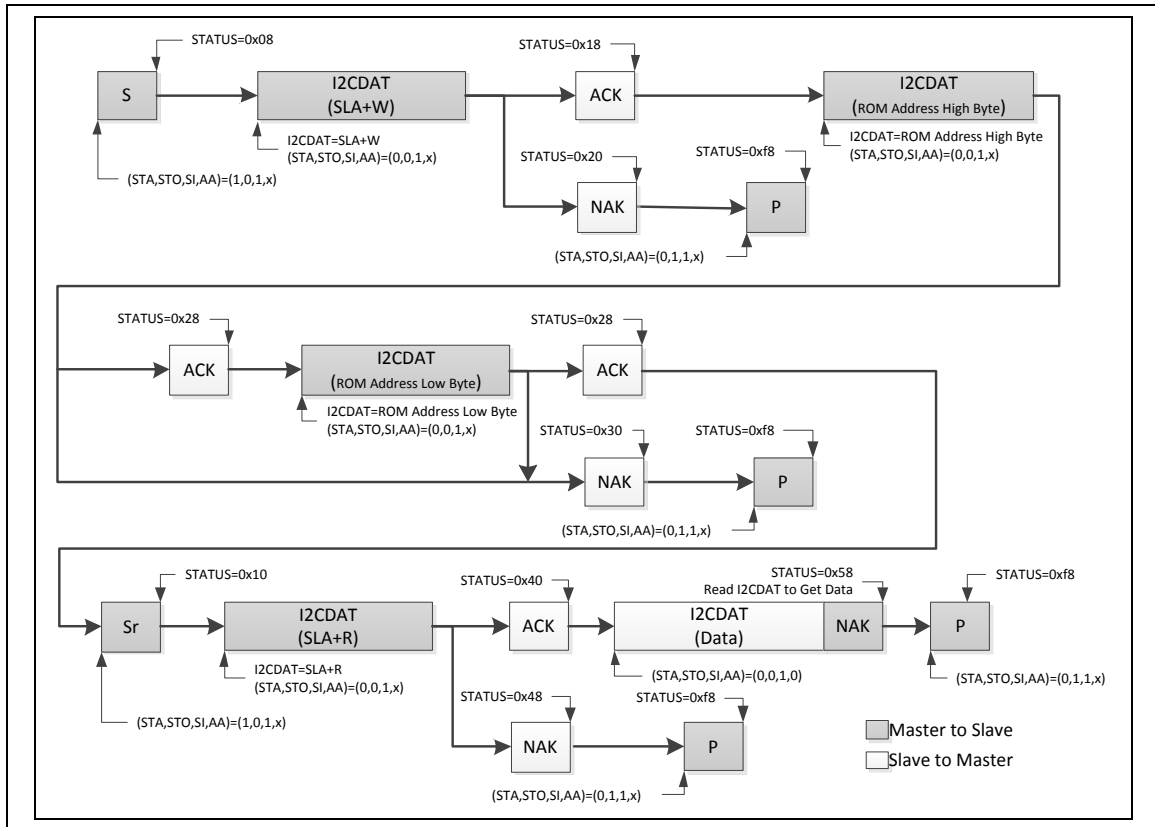 STATUS=0x08
STATUS=0x18
S
I2CDAT
(SLA+W)
ACK
I2CDAT
(ROM Address High Byte)
I2CDAT=SLA+W
(STA,STO,SI,AA)=(0,0,1,x)
I2CDAT=ROM Address High Byte
(STA,STO,SI,AA)=(0,0,1,x)
(STA,STO,SI,AA)=(1,0,1,x)
STATUS=0x20
STATUS=0xf8
NAK
P
(STA,STO,SI,AA)=(0,1,1,x)
STATUS=0x28
STATUS=0x28
ACK
I2CDAT
(ROM Address Low Byte)
ACK
I2CDAT=ROM Address Low Byte
(STA,STO,SI,AA)=(0,0,1,x)
STATUS=0x30
STATUS=0xf8
NAK
P
(STA,STO,SI,AA)=(0,1,1,x)
STATUS=0x10
STATUS=0x40
STATUS=0x58
Read I2CDAT to Get Data
STATUS=0xf8
Sr
I2CDAT
(SLA+R)
ACK
I2CDAT
(Data)
NAK
P
I2CDAT=SLA+R
(STA,STO,SI,AA)=(0,0,1,x)
(STA,STO,SI,AA)=(0,0,1,0)
(STA,STO,SI,AA)=(0,1,1,x)
(STA,STO,SI,AA)=(1,0,1,x)
STATUS=0x48
STATUS=0xf8
NAK
P
(STA,STO,SI,AA)=(0,1,1,x)
Master to Slave
Slave to Master